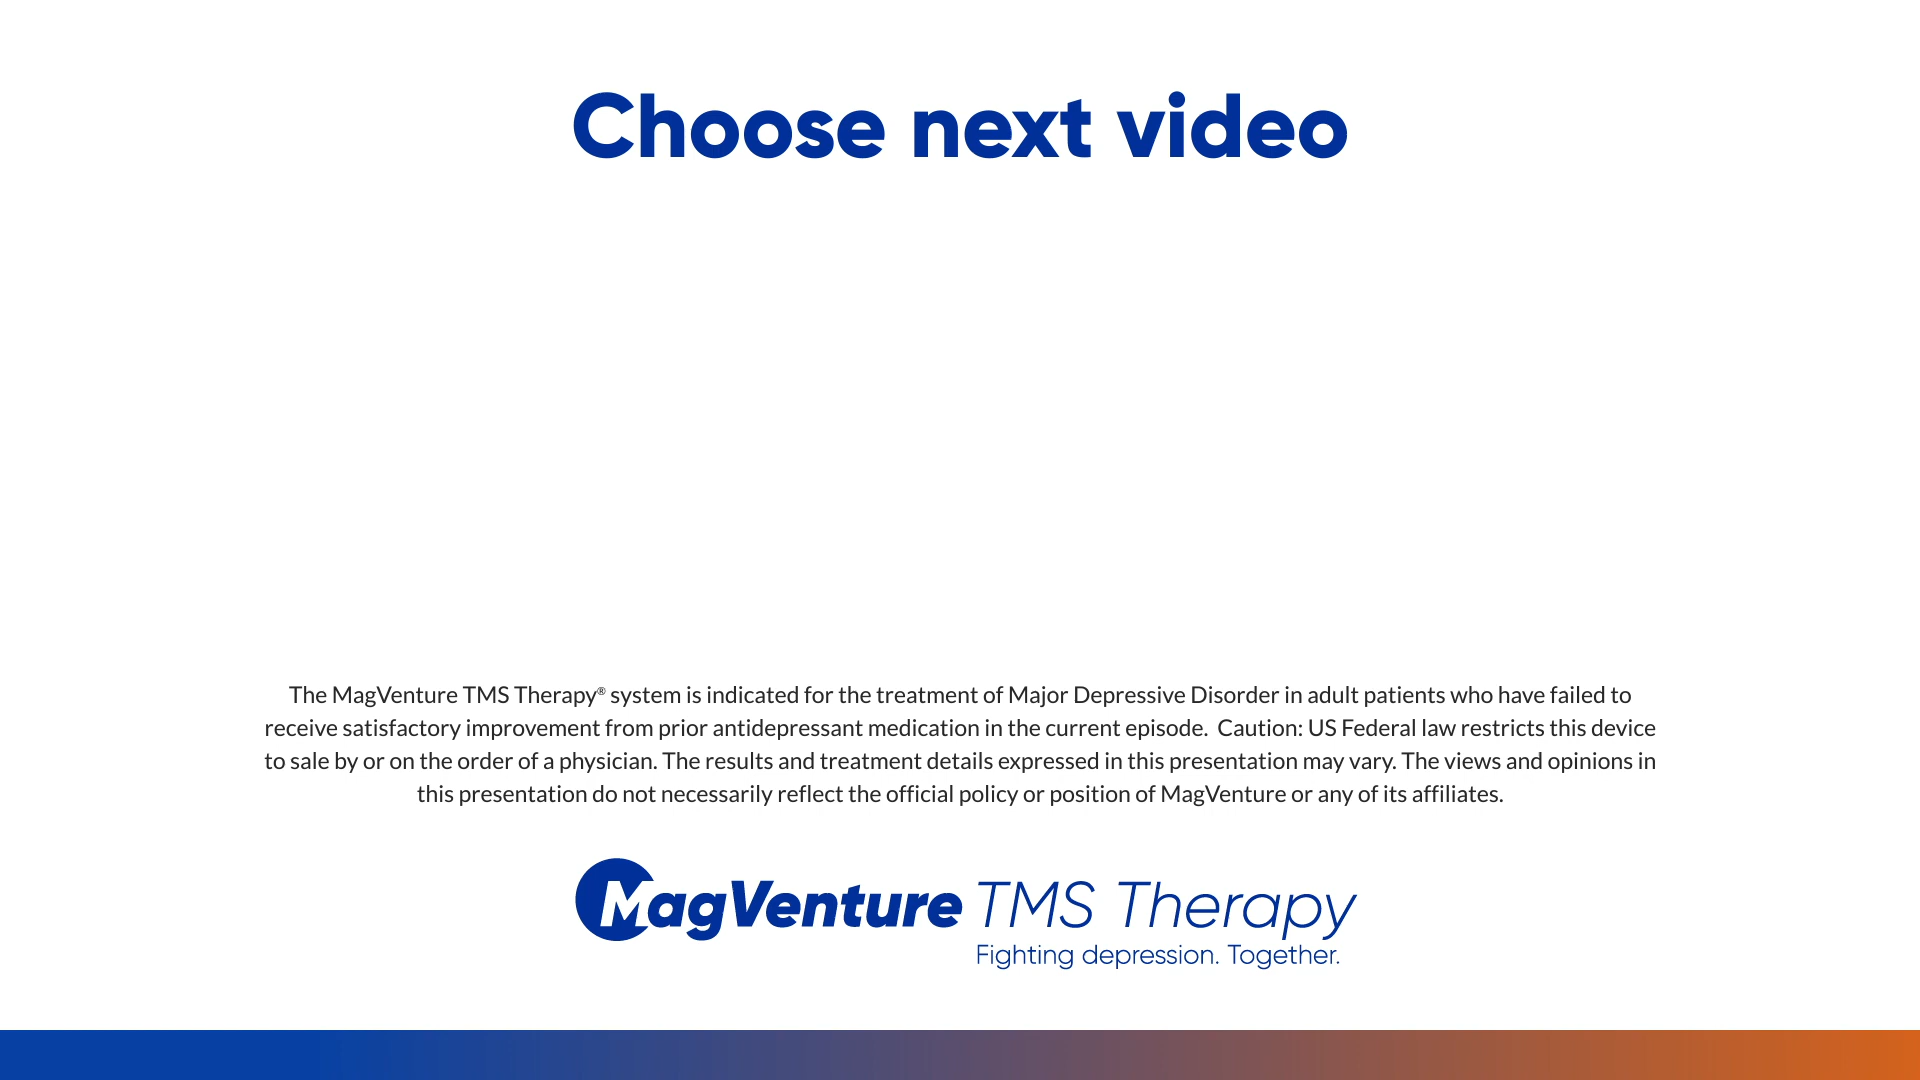 Choose next video
The MagVenture TMS Therapy® system is indicated for the treatment of Major Depressive Disorder in adult patients who have failed to
receive satisfactory improvement from prior antidepressant medication in the current episode.  Caution: US Federal law restricts this device
to sale by or on the order of a physician. The results and treatment details expressed in this presentation may vary. The views and opinions in
this presentation do not necessarily reflect the official policy or position of MagVenture or any of its affiliates.
MagVenture TMS Therapy
Fighting depression. Together.